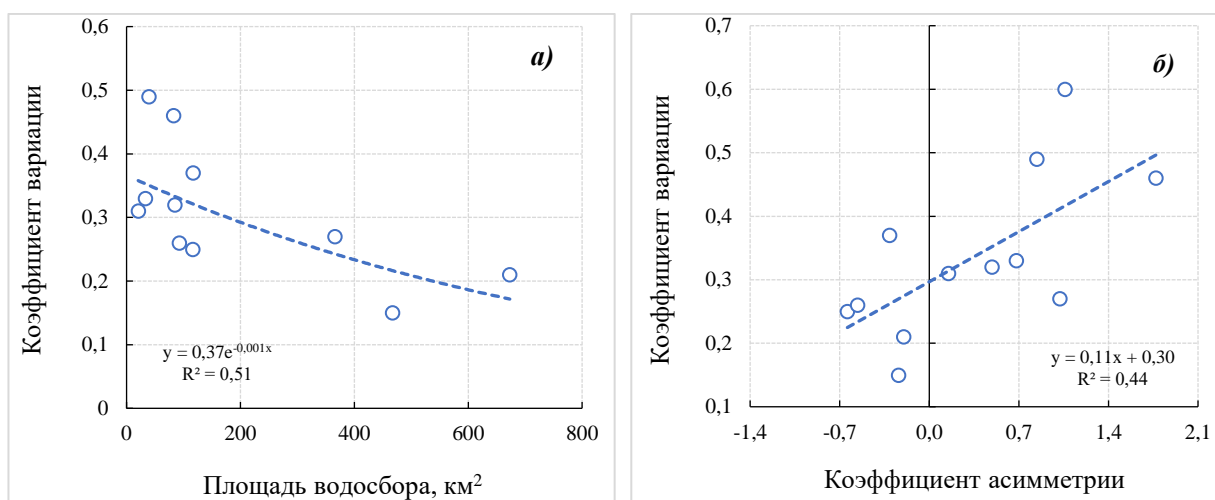 а)
Коэффициент вариации
0,6
0,5
0,4
0,3
0,2
0,1
0
y = 0,37e^-0,001x
R² = 0,51
0 200 400 600 800
Площадь водосбора, км²
б)
Коэффициент вариации
0,7
0,6
0,5
0,4
0,3
0,2
0,1
y = 0,11x + 0,30
R² = 0,44
-1,4 -0,7 0,0 0,7 1,4 2,1
Коэффициент асимметрии